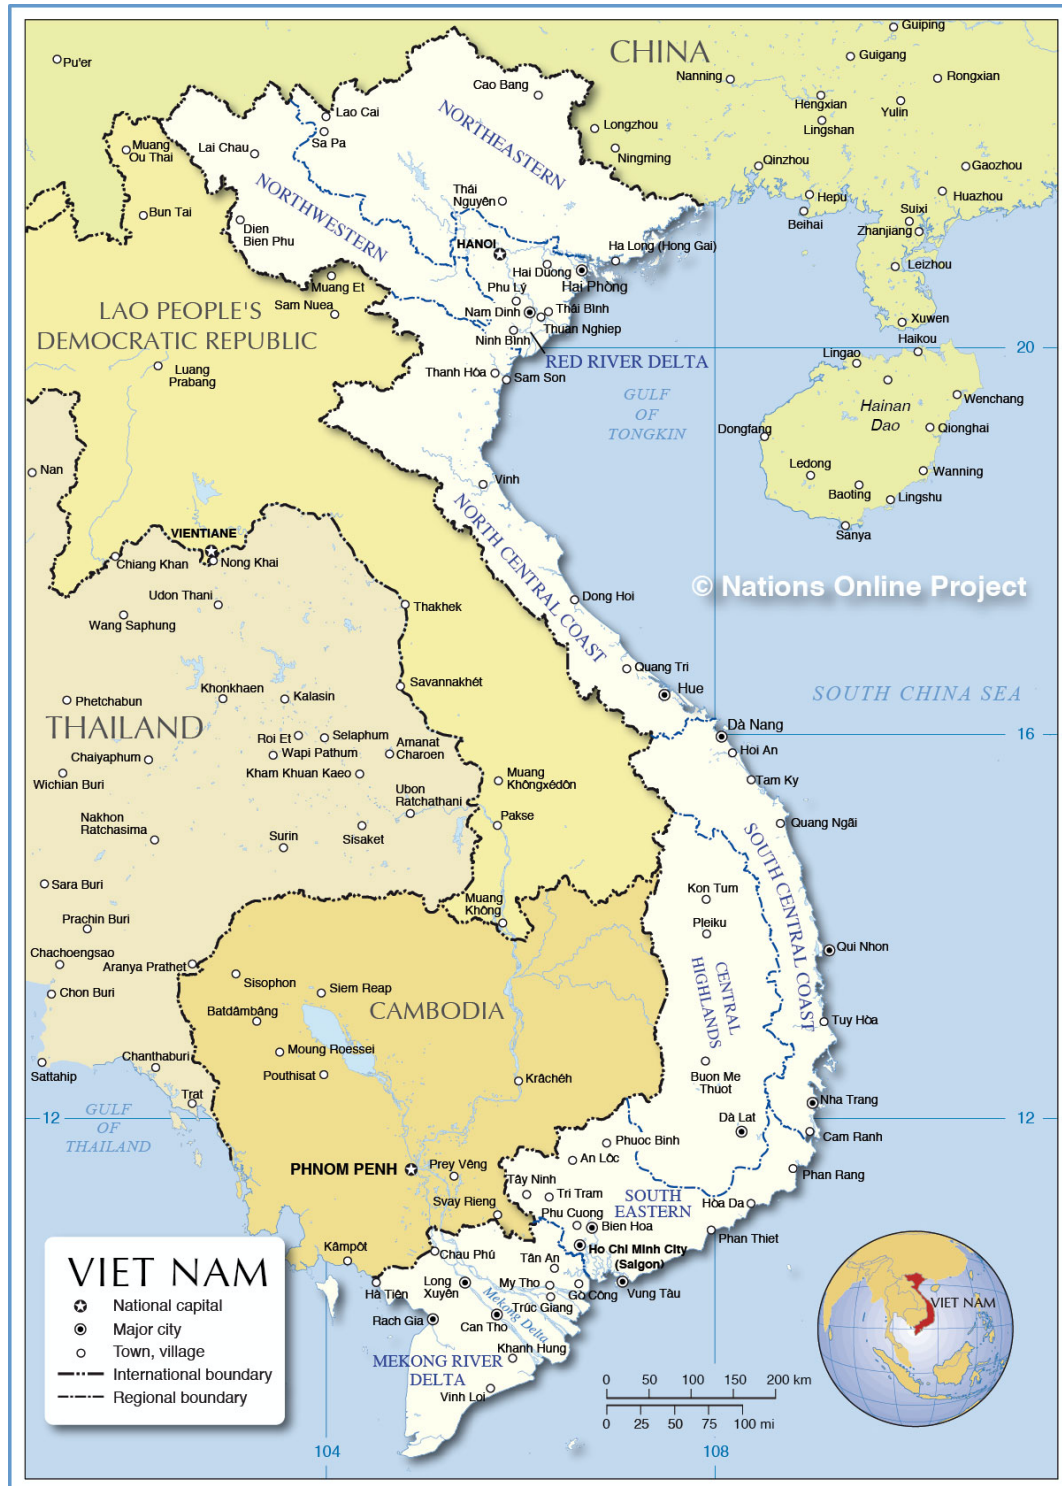 CHINA
Guiping
Guigang
Nanning
Rongxian
Pu'er
Hengxian
Yulin
Lingshan
Cao Bang
NORTHEASTERN
Lao Cai
Longzhou
Sa Pa
Ningming
Muang
Ou Thai
Lai Chau
Qinzhou
Gaozhou
NORTHWESTERN
Thái
Nguyên
Hepu
Huazhou
Beihai
Suixi
Bun Tai
Dien
Bien Phu
Zhanjiang
HANOI
Ha Long (Hong Gai)
Hai Duong
Leizhou
Muang Et
Hai Phòng
Phu Lý
Sam Nuea
LAO PEOPLE'S
DEMOCRATIC REPUBLIC
Nam Dinh
Thái Bình
Thuàn Nghiep
Xuwen
Ninh Bình
Haikou
20
RED RIVER DELTA
Lingao
Luang
Prabang
Thanh Hòa
Sam Son
GULF
OF
TONGKIN
Hainan
Dao
Wenchang
Dongfang
Qionghai
Nan
Ledong
Wanning
Vinh
Baoting
Lingshu
NORTH CENTRAL COAST
Sanya
VIENTIANE
Chiang Khan
Nong Khai
© Nations Online Project
Udon Thani
Dong Hoi
Thakhek
Wang Saphung
Quang Tri
Savannakhét
Khonkhaen
Kalasin
Hue
SOUTH CHINA SEA
Phetchabun
THAILAND
Dà Nang
16
Roi Et
Selaphum
Amanat
Charoen
Wapi Pathum
Hoi An
Chaiyaphum
Kham Khuan Kaeo
Wichian Buri
Muang
Khôngxédôn
Tam Ky
Ubon
Ratchathani
Nakhon
Ratchasima
Pakse
Quang Ngãi
Surin
Sisaket
SOUTH CENTRAL COAST
Sara Buri
Kon Tum
Muang
Không
Prachin Buri
Pleiku
Chachoengsao
Aranya Prathet
Qui Nhon
Sisophon
CENTRAL
HIGHLANDS
Chon Buri
Siem Reap
CAMBODIA
Batdâmbâng
Tuy Hòa
Moung Roessei
Chanthaburi
Sattahip
Pouthisat
Buon Me
Thuot
Krâchéh
Trat
Nha Trang
GULF
OF
THAILAND
12
12
Dà Lat
Cam Ranh
Phuoc Binh
An Lôc
PHNOM PENH
Prey Vêng
Phan Rang
Tây Ninh
Tri Tram
SOUTH
EASTERN
Svay Rieng
Hòa Da
Phu Cuong
Bien Hoa
Phan Thiet
Kâmpôt
Chau Phú
Tân An
Ho Chi Minh City
(Saigon)
Hà Tiên
Long
Xuyên
My Tho
Gò Công
Vung Tàu
Trúc Giang
Mekong Delta
Rach Gia
Can Tho
Khanh Hung
MEKONG RIVER
DELTA
Vinh Loi
VIET NAM
National capital
Major city
Town, village
International boundary
Regional boundary
VIET NAM
0 50 100 150 200 km
0 25 50 75 100 mi
104
108